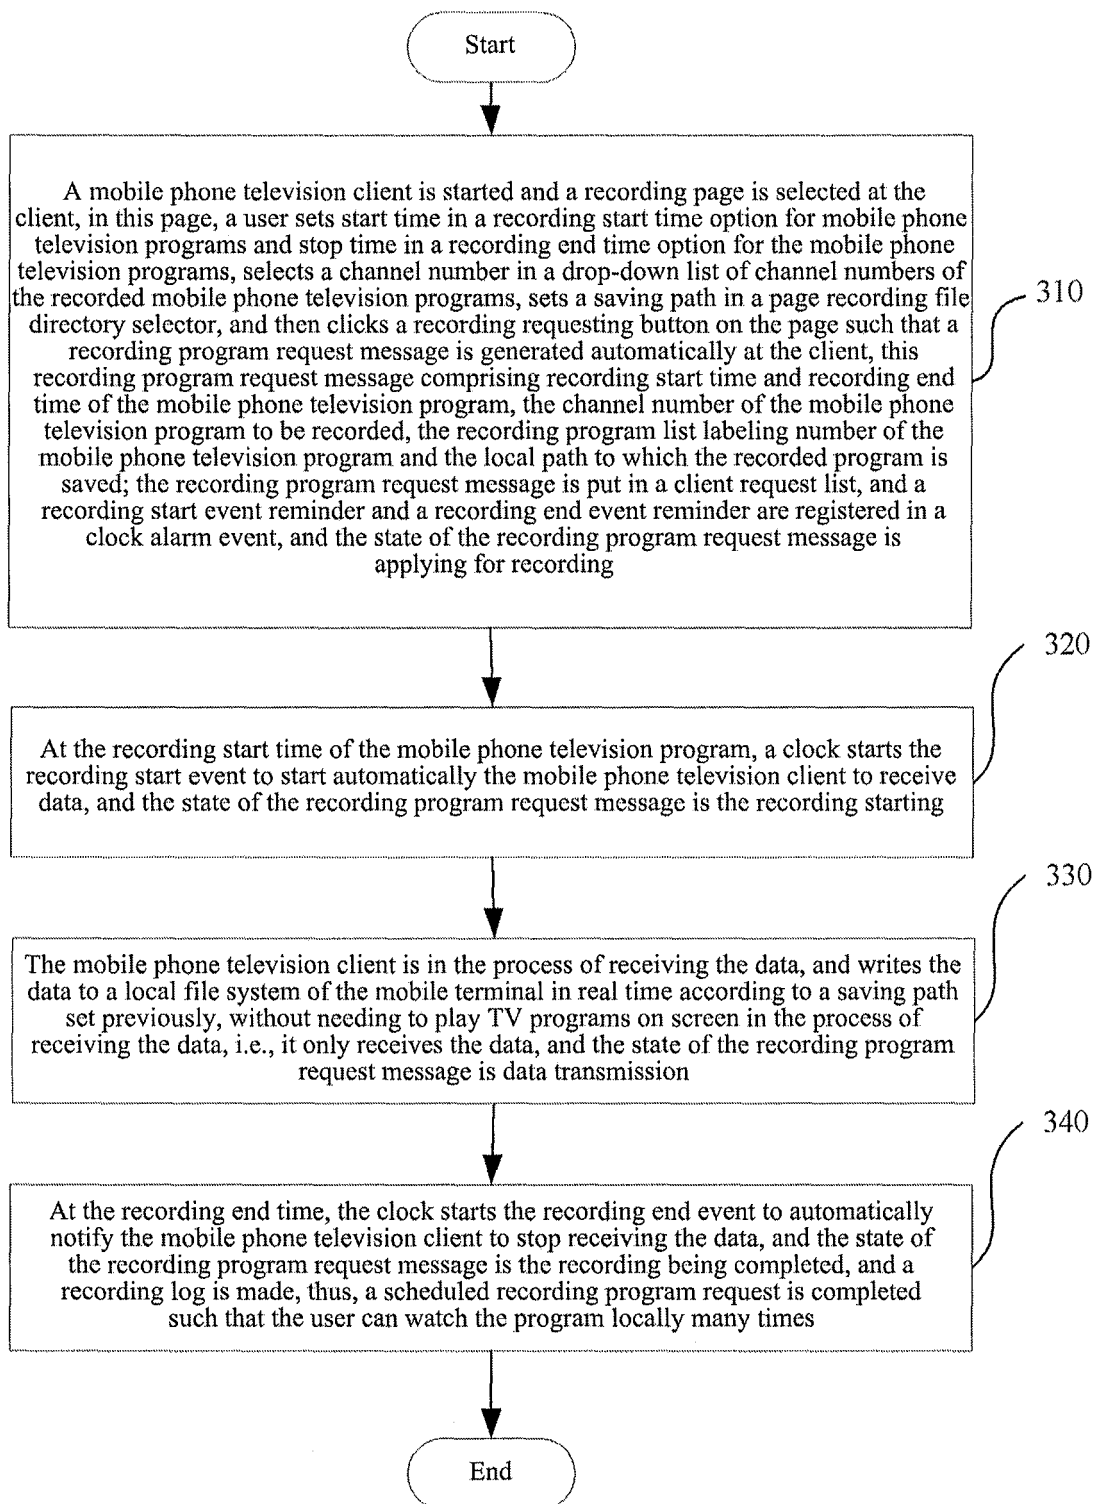 Start
A mobile phone television client is started and a recording page is selected at the
client, in this page, a user sets start time in a recording start time option for mobile phone
television programs and stop time in a recording end time option for the mobile phone
television programs, selects a channel number in a drop-down list of channel numbers of
the recorded mobile phone television programs, sets a saving path in a page recording file
directory selector, and then clicks a recording requesting button on the page such that a
recording program request message is generated automatically at the client, this
recording program request message comprising recording start time and recording end
time of the mobile phone television program, the channel number of the mobile phone
television program to be recorded, the recording program list labeling number of the
mobile phone television program and the local path to which the recorded program is
saved; the recording program request message is put in a client request list, and a
recording start event reminder and a recording end event reminder are registered in a
clock alarm event, and the state of the recording program request message is
applying for recording
310
320
At the recording start time of the mobile phone television program, a clock starts the
recording start event to start automatically the mobile phone television client to receive
data, and the state of the recording program request message is the recording starting
330
The mobile phone television client is in the process of receiving the data, and writes the
data to a local file system of the mobile terminal in real time according to a saving path
set previously, without needing to play TV programs on screen in the process of
receiving the data, i.e., it only receives the data, and the state of the recording program
request message is data transmission
340
At the recording end time, the clock starts the recording end event to automatically
notify the mobile phone television client to stop receiving the data, and the state of
the recording program request message is the recording being completed, and a
recording log is made, thus, a scheduled recording program request is completed
such that the user can watch the program locally many times
End